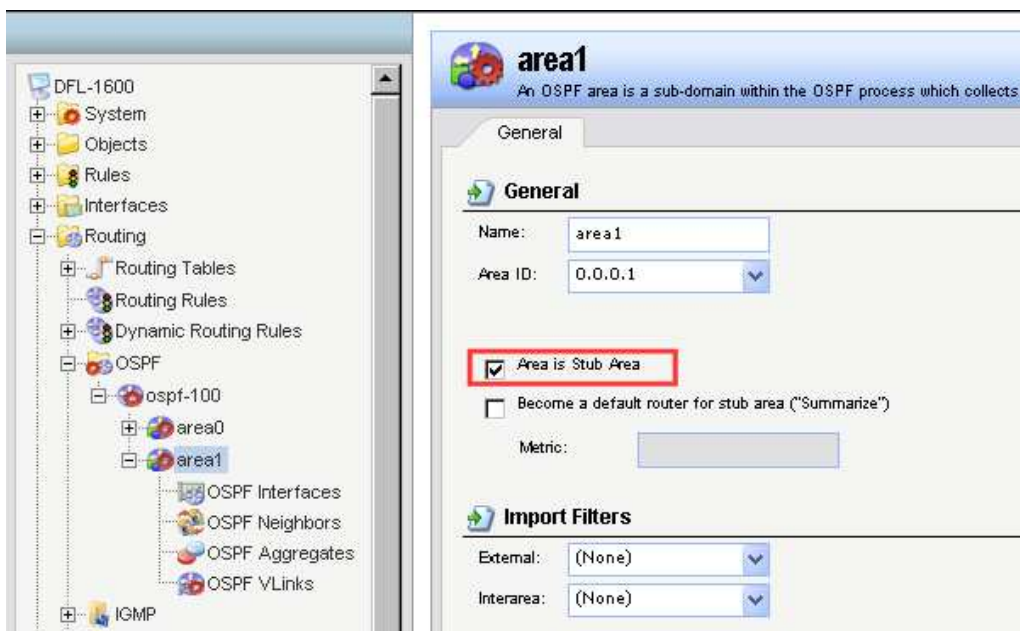 DFL-1600
System
Objects
Rules
Interfaces
Routing
Routing Tables
Routing Rules
Dynamic Routing Rules
OSPF
ospf-100
area0
area1
OSPF Interfaces
OSPF Neighbors
OSPF Aggregates
OSPF VLinks
IGMP
area1
An OSPF area is a sub-domain within the OSPF process which collects
General
General
Name: area1
Area ID: 0.0.0.1
Area is Stub Area
Become a default router for stub area ("Summarize")
Metric:
Import Filters
External: (None)
Interarea: (None)